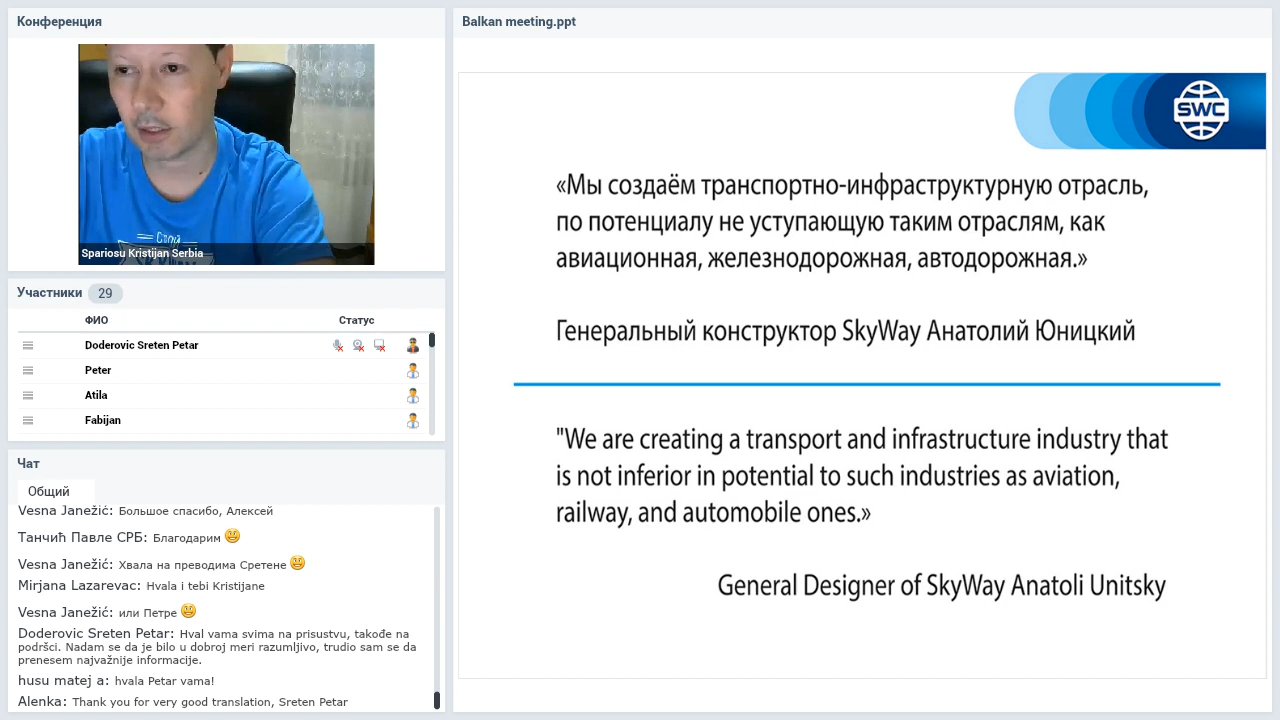 Конференция
СВОЙ
Spariosu Kristijan Serbia
Участники 29
ФИО Статус
Doderovic Sreten Petar
Peter
Atila
Fabijan
Чат
Общий
Vesna Janežić: Большое спасибо, Алексей
Танчић Павле СРБ: Благодарим
Vesna Janežić: Хвала на преводима Сретене
Mirjana Lazarevac: Hvala i tebi Kristijane
Vesna Janežić: или Петре
Doderovic Sreten Petar: Hval vama svima na prisustvu, takođe na
podršci. Nadam se da je bilo u dobroj meri razumljivo, trudio sam se da
prenesem najvažnije informacije.
husu matej a: hvala Petar vama!
Alenka: Thank you for very good translation, Sreten Petar
Balkan meeting.ppt
SWC
«Мы создаём транспортно-инфраструктурную отрасль,
по потенциалу не уступающую таким отраслям, как
авиационная, железнодорожная, автодорожная.»
Генеральный конструктор SkyWay Анатолий Юницкий
"We are creating a transport and infrastructure industry that
is not inferior in potential to such industries as aviation,
railway, and automobile ones.»
General Designer of SkyWay Anatoli Unitsky